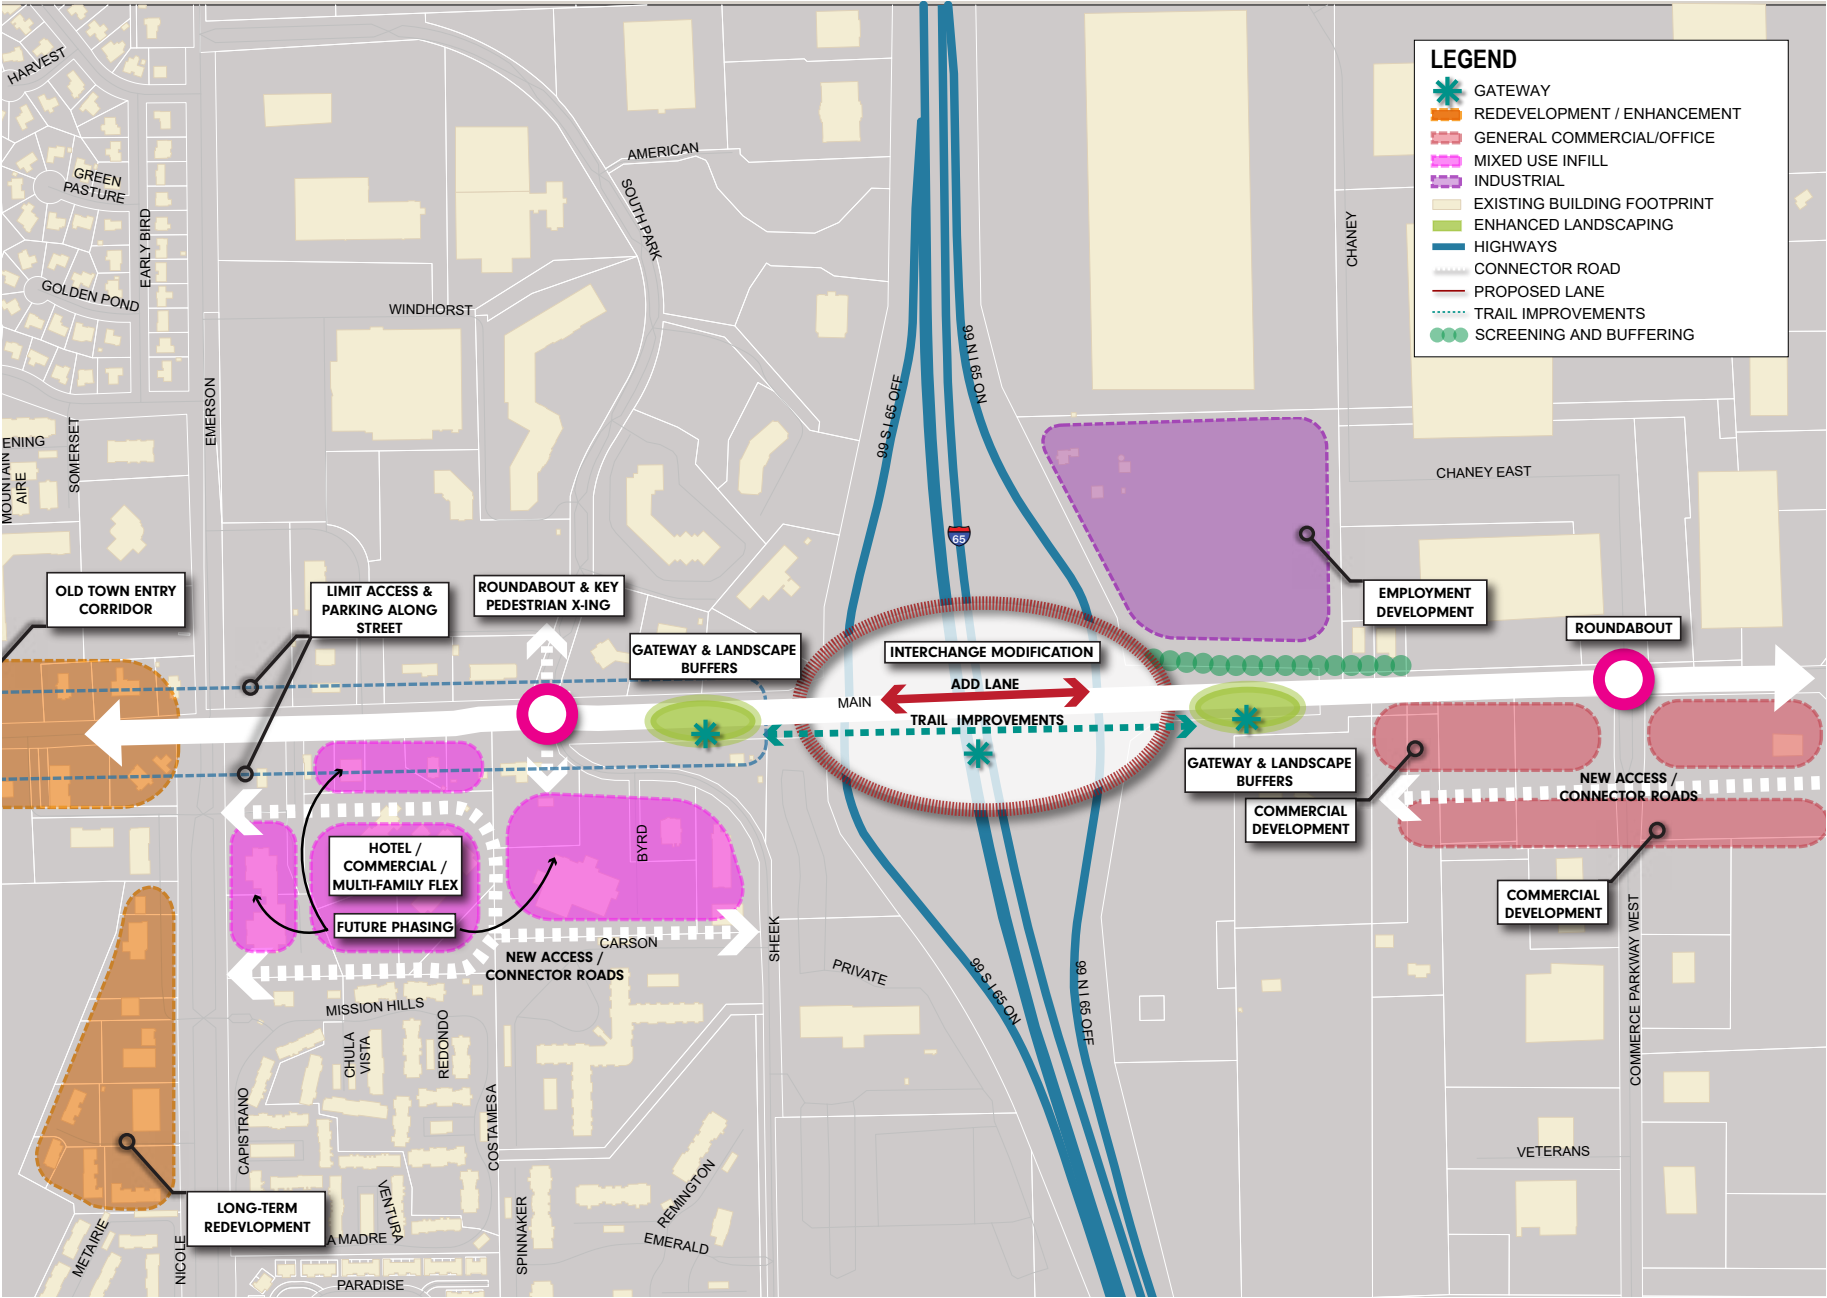 LEGEND
GATEWAY
REDEVELOPMENT / ENHANCEMENT
GENERAL COMMERCIAL/OFFICE
MIXED USE INFILL
INDUSTRIAL
EXISTING BUILDING FOOTPRINT
ENHANCED LANDSCAPING
HIGHWAYS
CONNECTOR ROAD
PROPOSED LANE
TRAIL IMPROVEMENTS
SCREENING AND BUFFERING
HARVEST
GREEN
PASTURE
EARLY BIRD
GOLDEN POND
AMERICAN
SOUTH PARK
WINDHORST
CHANEY
99 S I 65 OFF
99 N I 65 ON
EMERSON
SOMERSET
ENING
MOUNTAIN
AIRE
CHANEY EAST
65
OLD TOWN ENTRY
CORRIDOR
LIMIT ACCESS &
PARKING ALONG
STREET
ROUNDABOUT & KEY
PEDESTRIAN X-ING
GATEWAY & LANDSCAPE
BUFFERS
INTERCHANGE MODIFICATION
ADD LANE
MAIN
TRAIL IMPROVEMENTS
EMPLOYMENT
DEVELOPMENT
ROUNDABOUT
GATEWAY & LANDSCAPE
BUFFERS
COMMERCIAL
DEVELOPMENT
NEW ACCESS /
CONNECTOR ROADS
COMMERCIAL
DEVELOPMENT
HOTEL /
COMMERCIAL /
MULTI-FAMILY FLEX
FUTURE PHASING
BYRD
CARSON
NEW ACCESS /
CONNECTOR ROADS
SHEEK
PRIVATE
99 S I 65 ON
99 N I 65 OFF
COMMERCE PARKWAY WEST
MISSION HILLS
CHULA
VISTA
REDONDO
COSTA MESA
CAPISTRANO
VENTURA
LONG-TERM
REDEVLOPMENT
A MADRE
METAIRIE
NICOLE
PARADISE
SPINNAKER
REMINGTON
EMERALD
VETERANS